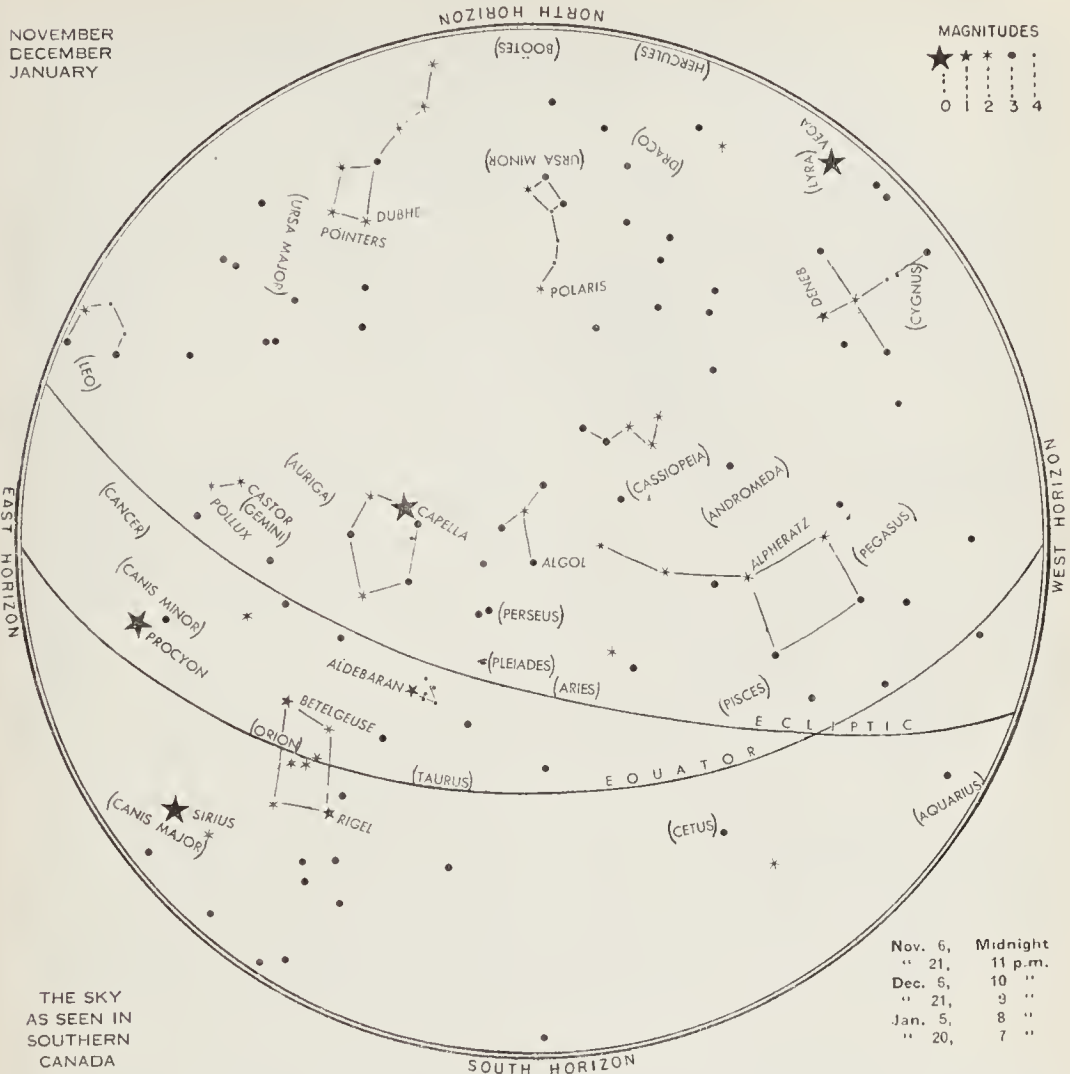 NOVEMBER
DECEMBER
JANUARY
NORTH HORIZON
MAGNITUDES
0 1 2 3 4
(BOÖTES)
(HERCULES)
(DRACO)
(URSA MINOR)
VEGA
(LYRA)
(URSA MAJOR)
DUBHE
POINTERS
POLARIS
DENEB
(CYGNUS)
(LEO)
(CASSIOPEIA)
(ANDROMEDA)
(AURIGA)
CAPELLA
CASTOR
(GEMINI)
POLLUX
(CANCER)
ALGOL
ALPHERATZ
(PEGASUS)
EAST HORIZON
WEST HORIZON
(CANIS MINOR)
PROCYON
(PERSEUS)
(PLEIADES)
ALDEBARAN
(ARIES)
(PISCES)
ECLIPTIC
BETELGEUSE
(ORION)
(TAURUS)
EQUATOR
SIRIUS
(CANIS MAJOR)
RIGEL
(CETUS)
(AQUARIUS)
Nov. 6, Midnight
" 21, 11 p.m.
Dec. 6, 10 "
" 21, 9 "
Jan. 5, 8 "
" 20, 7 "
THE SKY
AS SEEN IN
SOUTHERN
CANADA
SOUTH HORIZON